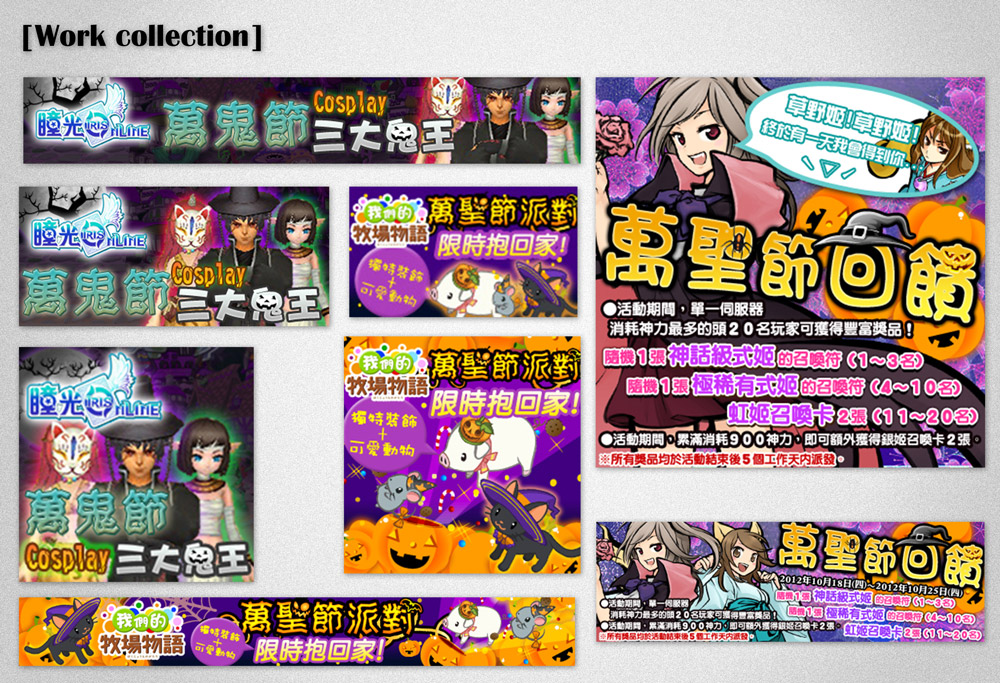 [Work collection]
瞳光 IRIS ONLINE
萬鬼節
Cosplay
三大鬼王
瞳光 IRIS ONLINE
萬鬼節
Cosplay
三大鬼王
瞳光 IRIS ONLINE
萬鬼節
Cosplay 三大鬼王
我們的
牧場物語
萬聖節派對
限時抱回家!
獨特裝飾
+
可愛動物
我們的
牧場物語
萬聖節派對
限時抱回家!
獨特裝飾
+
可愛動物
我們的
牧場物語
獨特裝飾
+
可愛動物
萬聖節派對
限時抱回家!
草野姬!草野姬!
終於有一天我會得到你...
萬聖節回饋
●活動期間,單一伺服器
消耗神力最多的頭20名玩家可獲得豐富獎品!
隨機1張神話級式姬的召喚符(1~3名)
隨機1張極稀有式姬的召喚符(4~10名)
虹姬召喚卡2張(11~20名)
●活動期間,累滿消耗900神力,即可額外獲得銀姬召喚卡2張。
※所有獎品均於活動結束後5個工作天内派發。
萬聖節回饋
2012年10月18日(四)~2012年10月25日(四)
●活動期間,單一伺服器
消耗神力最多的頭20名玩家可獲得豐富獎品!
●活動期間,累滿消耗900神力,即可額外獲得銀姬召喚卡2張。
※所有獎品均於活動結束後5個工作天内派發
隨機1張 神話級式姬 的召喚符(1~3名)
隨機1張 極稀有式姬 的召喚符(4~10名)
虹姬召喚卡2張(11~20名)